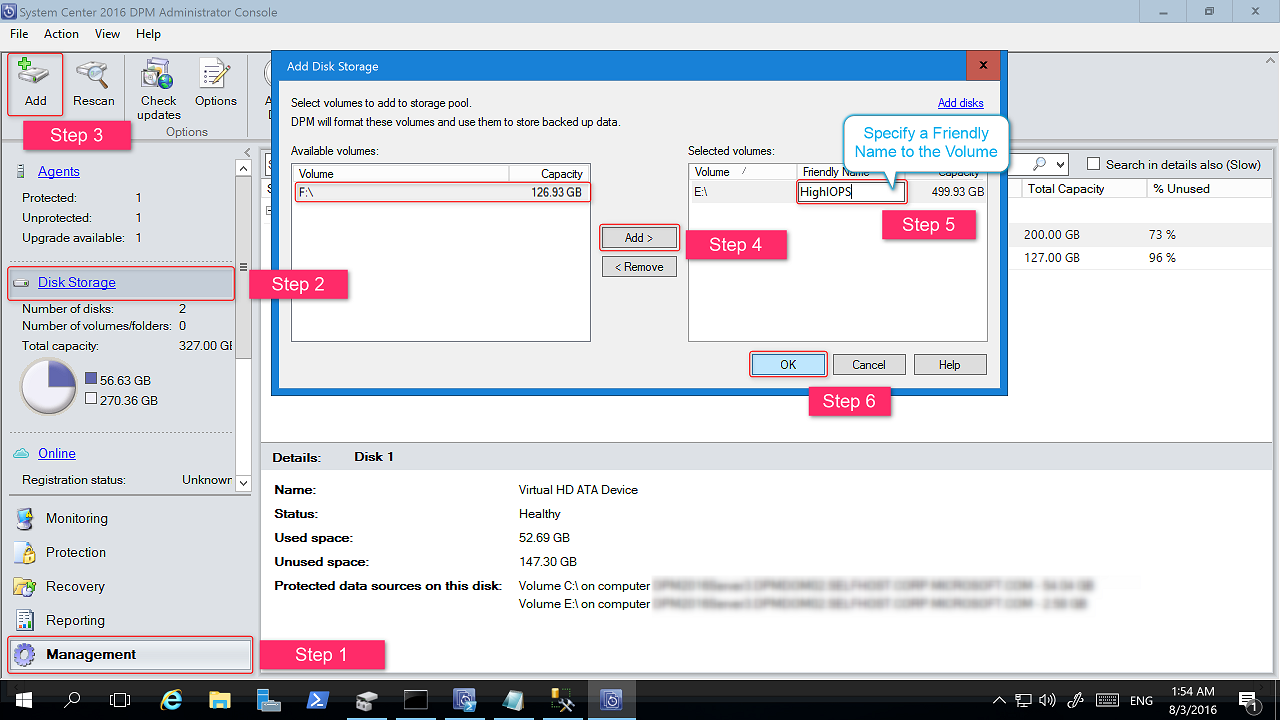 System Center 2016 DPM Administrator Console
File Action View Help
Add
Rescan
Check
updates
Options
Options
Step 3
Agents
Protected: 1
Unprotected: 1
Upgrade available: 1
Disk Storage
Step 2
Number of disks: 2
Number of volumes/folders: 0
Total capacity: 327.00 GB
56.63 GB
270.36 GB
Online
Registration status: Unknown
Monitoring
Protection
Recovery
Reporting
Management
Step 1
Add Disk Storage
Select volumes to add to storage pool.
Add disks
DPM will format these volumes and use them to store backed up data.
Specify a Friendly
Name to the Volume
Available volumes:
Volume Capacity
F:\ 126.93 GB
Add >
< Remove
Step 4
Selected volumes:
Volume Friendly Name Capacity
E:\ HighIOPS 499.93 GB
Step 5
OK Cancel Help
Step 6
Search in details also (Slow)
Total Capacity % Unused
200.00 GB 73 %
127.00 GB 96 %
Details: Disk 1
Name: Virtual HD ATA Device
Status: Healthy
Used space: 52.69 GB
Unused space: 147.30 GB
Protected data sources on this disk: Volume C:\ on computer
Volume E:\ on computer
ENG
1:54 AM
8/3/2016
1